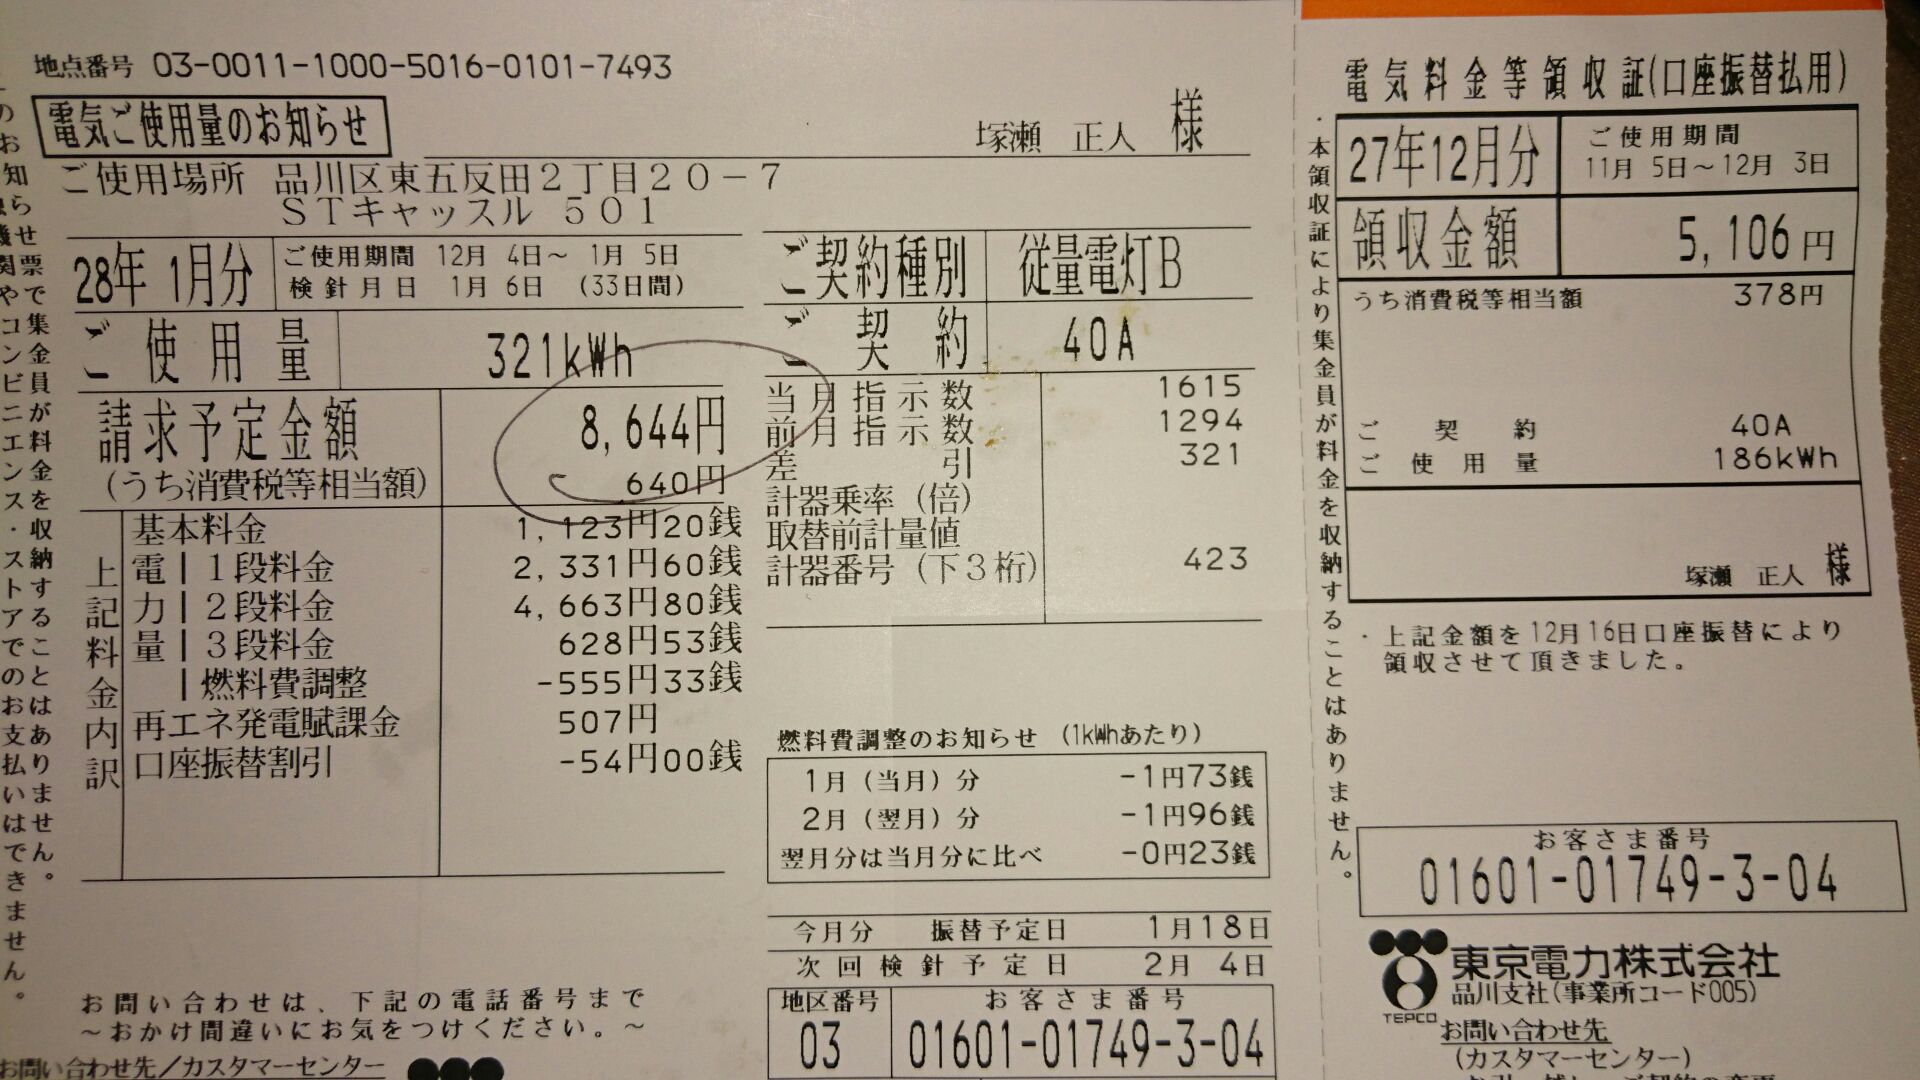 地点番号 03-0011-1000-5016-0101-7493
電気ご使用量のお知らせ
塚瀬 正人 様
ご使用場所 品川区東五反田2丁目20-7
STキャッスル 501
28年 1月分
ご使用期間 12月 4日~ 1月 5日
検針月日 1月 6日 (33日間)
ご使用量 321kWh
請求予定金額 8,644円
(うち消費税等相当額) 640円
上記料金内訳
基本料金 1,123円20銭
電力量
1段料金 2,331円60銭
2段料金 4,663円80銭
3段料金 628円53銭
燃料費調整 -555円33銭
再エネ発電賦課金 507円
口座振替割引 -54円00銭
お問い合わせは、下記の電話番号まで
~おかけ間違いにお気をつけください。~
お問い合わせ先/カスタマーセンター
ご契約種別 従量電灯B
ご契約 40A
当月指示数 1615
前月指示数 1294
差引 321
計器乗率(倍)
取替前計量値
計器番号(下3桁) 423
燃料費調整のお知らせ (1kWhあたり)
1月(当月)分 -1円73銭
2月(翌月)分 -1円96銭
翌月分は当月分に比べ -0円23銭
今月分 振替予定日 1月18日
次回検針予定日 2月 4日
地区番号 03
お客さま番号 01601-01749-3-04
集金員が料金を収納することはありません。
コンビニエンス・ストアでのお支払いはできません。
・本領収証により集金員が料金を収納することはありません。
電気料金等領収証(口座振替払用)
27年12月分
ご使用期間
11月 5日~12月 3日
領収金額 5,106円
うち消費税等相当額 378円
ご契約 40A
ご使用量 186kWh
塚瀬 正人 様
・上記金額を12月16日口座振替により
領収させて頂きました。
お客さま番号
01601-01749-3-04
TEPCO
東京電力株式会社
品川支社(事業所コード005)
お問い合わせ先
(カスタマーセンター)